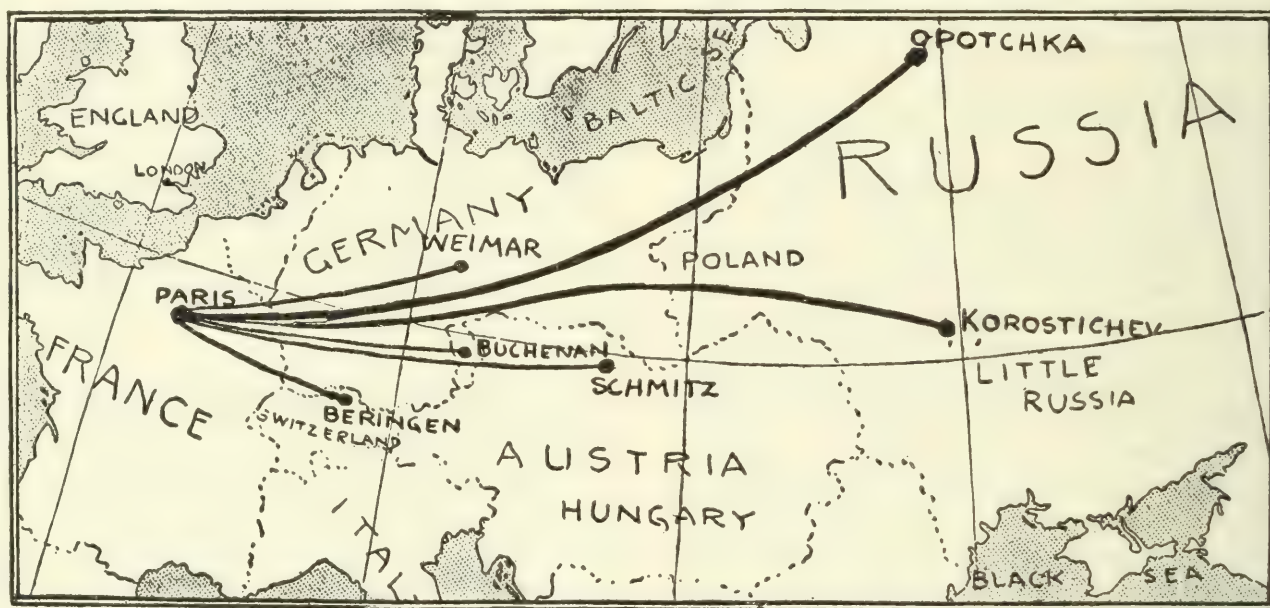 OPOTCHKA
BALTIC SE
RUSSIA
ENGLAND
LONDON
GERMANY
WEIMAR
POLAND
PARIS
KOROSTICHEV
BUCHENAN
FRANCE
SCHMITZ
LITTLE
RUSSIA
BERINGEN
SWITZERLAND
AUSTRIA
HUNGARY
ITAL
BLACK SEA